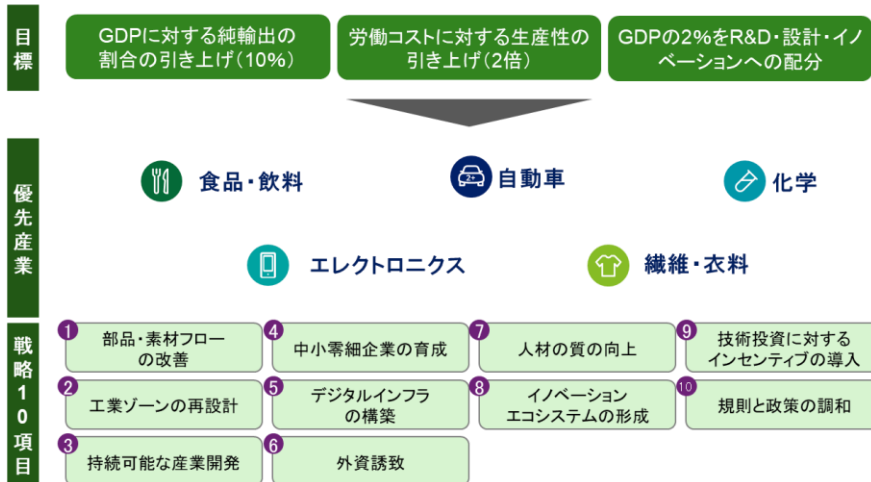 目標
GDPに対する純輸出の
割合の引き上げ(10%)
労働コストに対する生産性の
引き上げ(2倍)
GDPの2%をR&D・設計・イノ
ベーションへの配分
優先産業
食品・飲料
自動車
化学
エレクトロニクス
繊維・衣料
戦略10項目
1
部品・素材フロー
の改善
2
工業ゾーンの再設計
3
持続可能な産業開発
4
中小零細企業の育成
5
デジタルインフラ
の構築
6
外資誘致
7
人材の質の向上
8
イノベーション
エコシステムの形成
9
技術投資に対する
インセンティブの導入
10
規則と政策の調和